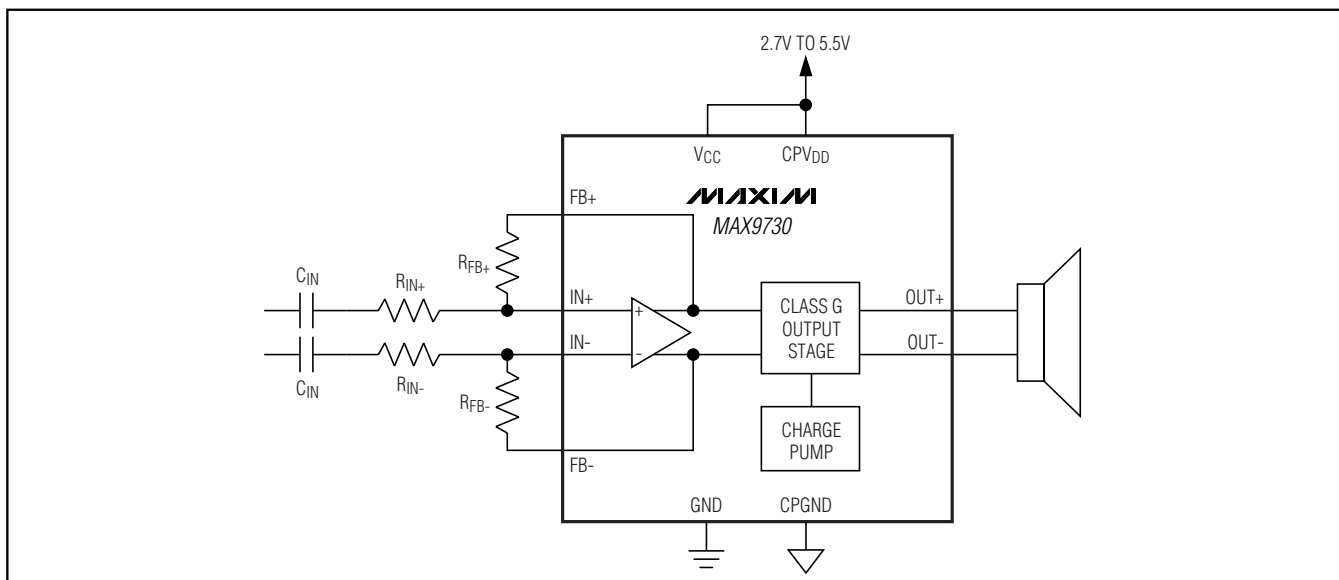 2.7V TO 5.5V
VCC
CPVDD
FB+
MAXIM
MAX9730
RFB+
CIN
RIN+
IN+
CLASS G
OUTPUT
STAGE
OUT+
+
-
IN-
OUT-
CIN
RIN-
RFB-
CHARGE
PUMP
FB-
GND
CPGND